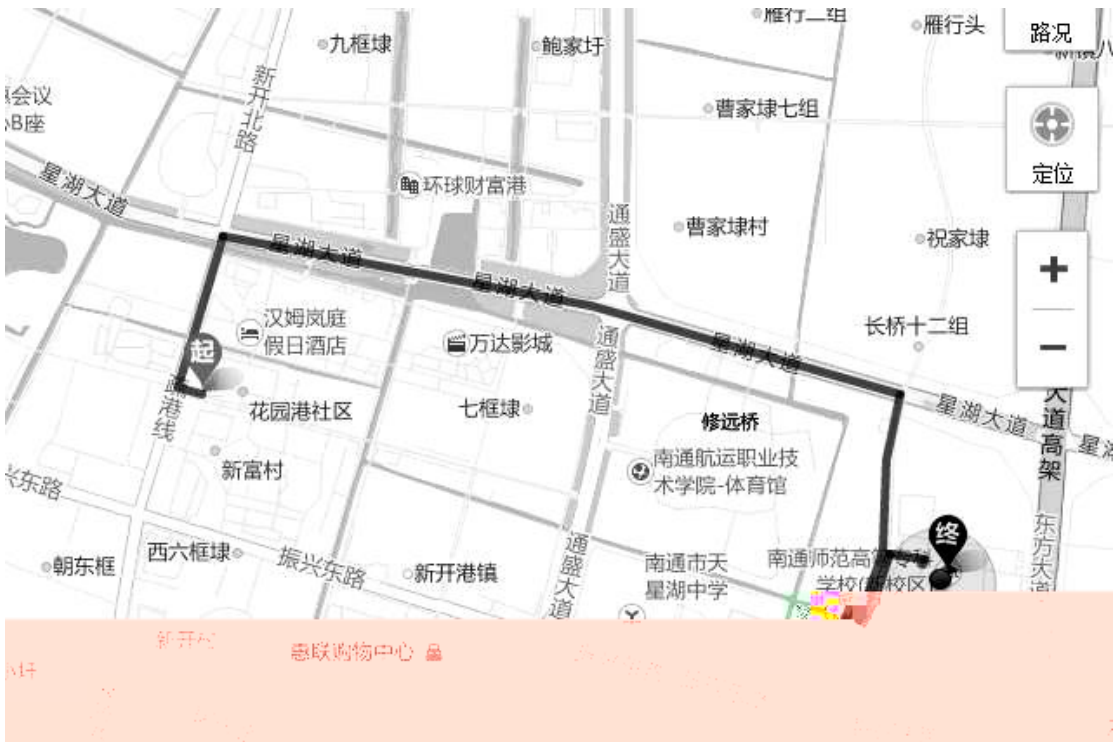 雁行二组
雁行头
路况
九框埭
鲍家圩
会议
B座
新开北路
曹家埭七组
定位
星湖大道
环球财富港
通盛大道
曹家埭村
祝家埭
星湖大道
星湖大道
汉姆岚庭
假日酒店
万达影城
通盛大道
长桥十二组
星湖大道
起
花园港社区
七框埭
修远桥
星湖大道
大道高架
港线
新富村
南通航运职业技
术学院-体育馆
兴东路
终
东方大道
朝东框
西六框埭
振兴东路
新开港镇
通盛大道
南通市天
星湖中学
南通师范高等专科
学校(新校区)
新开村
惠联购物中心